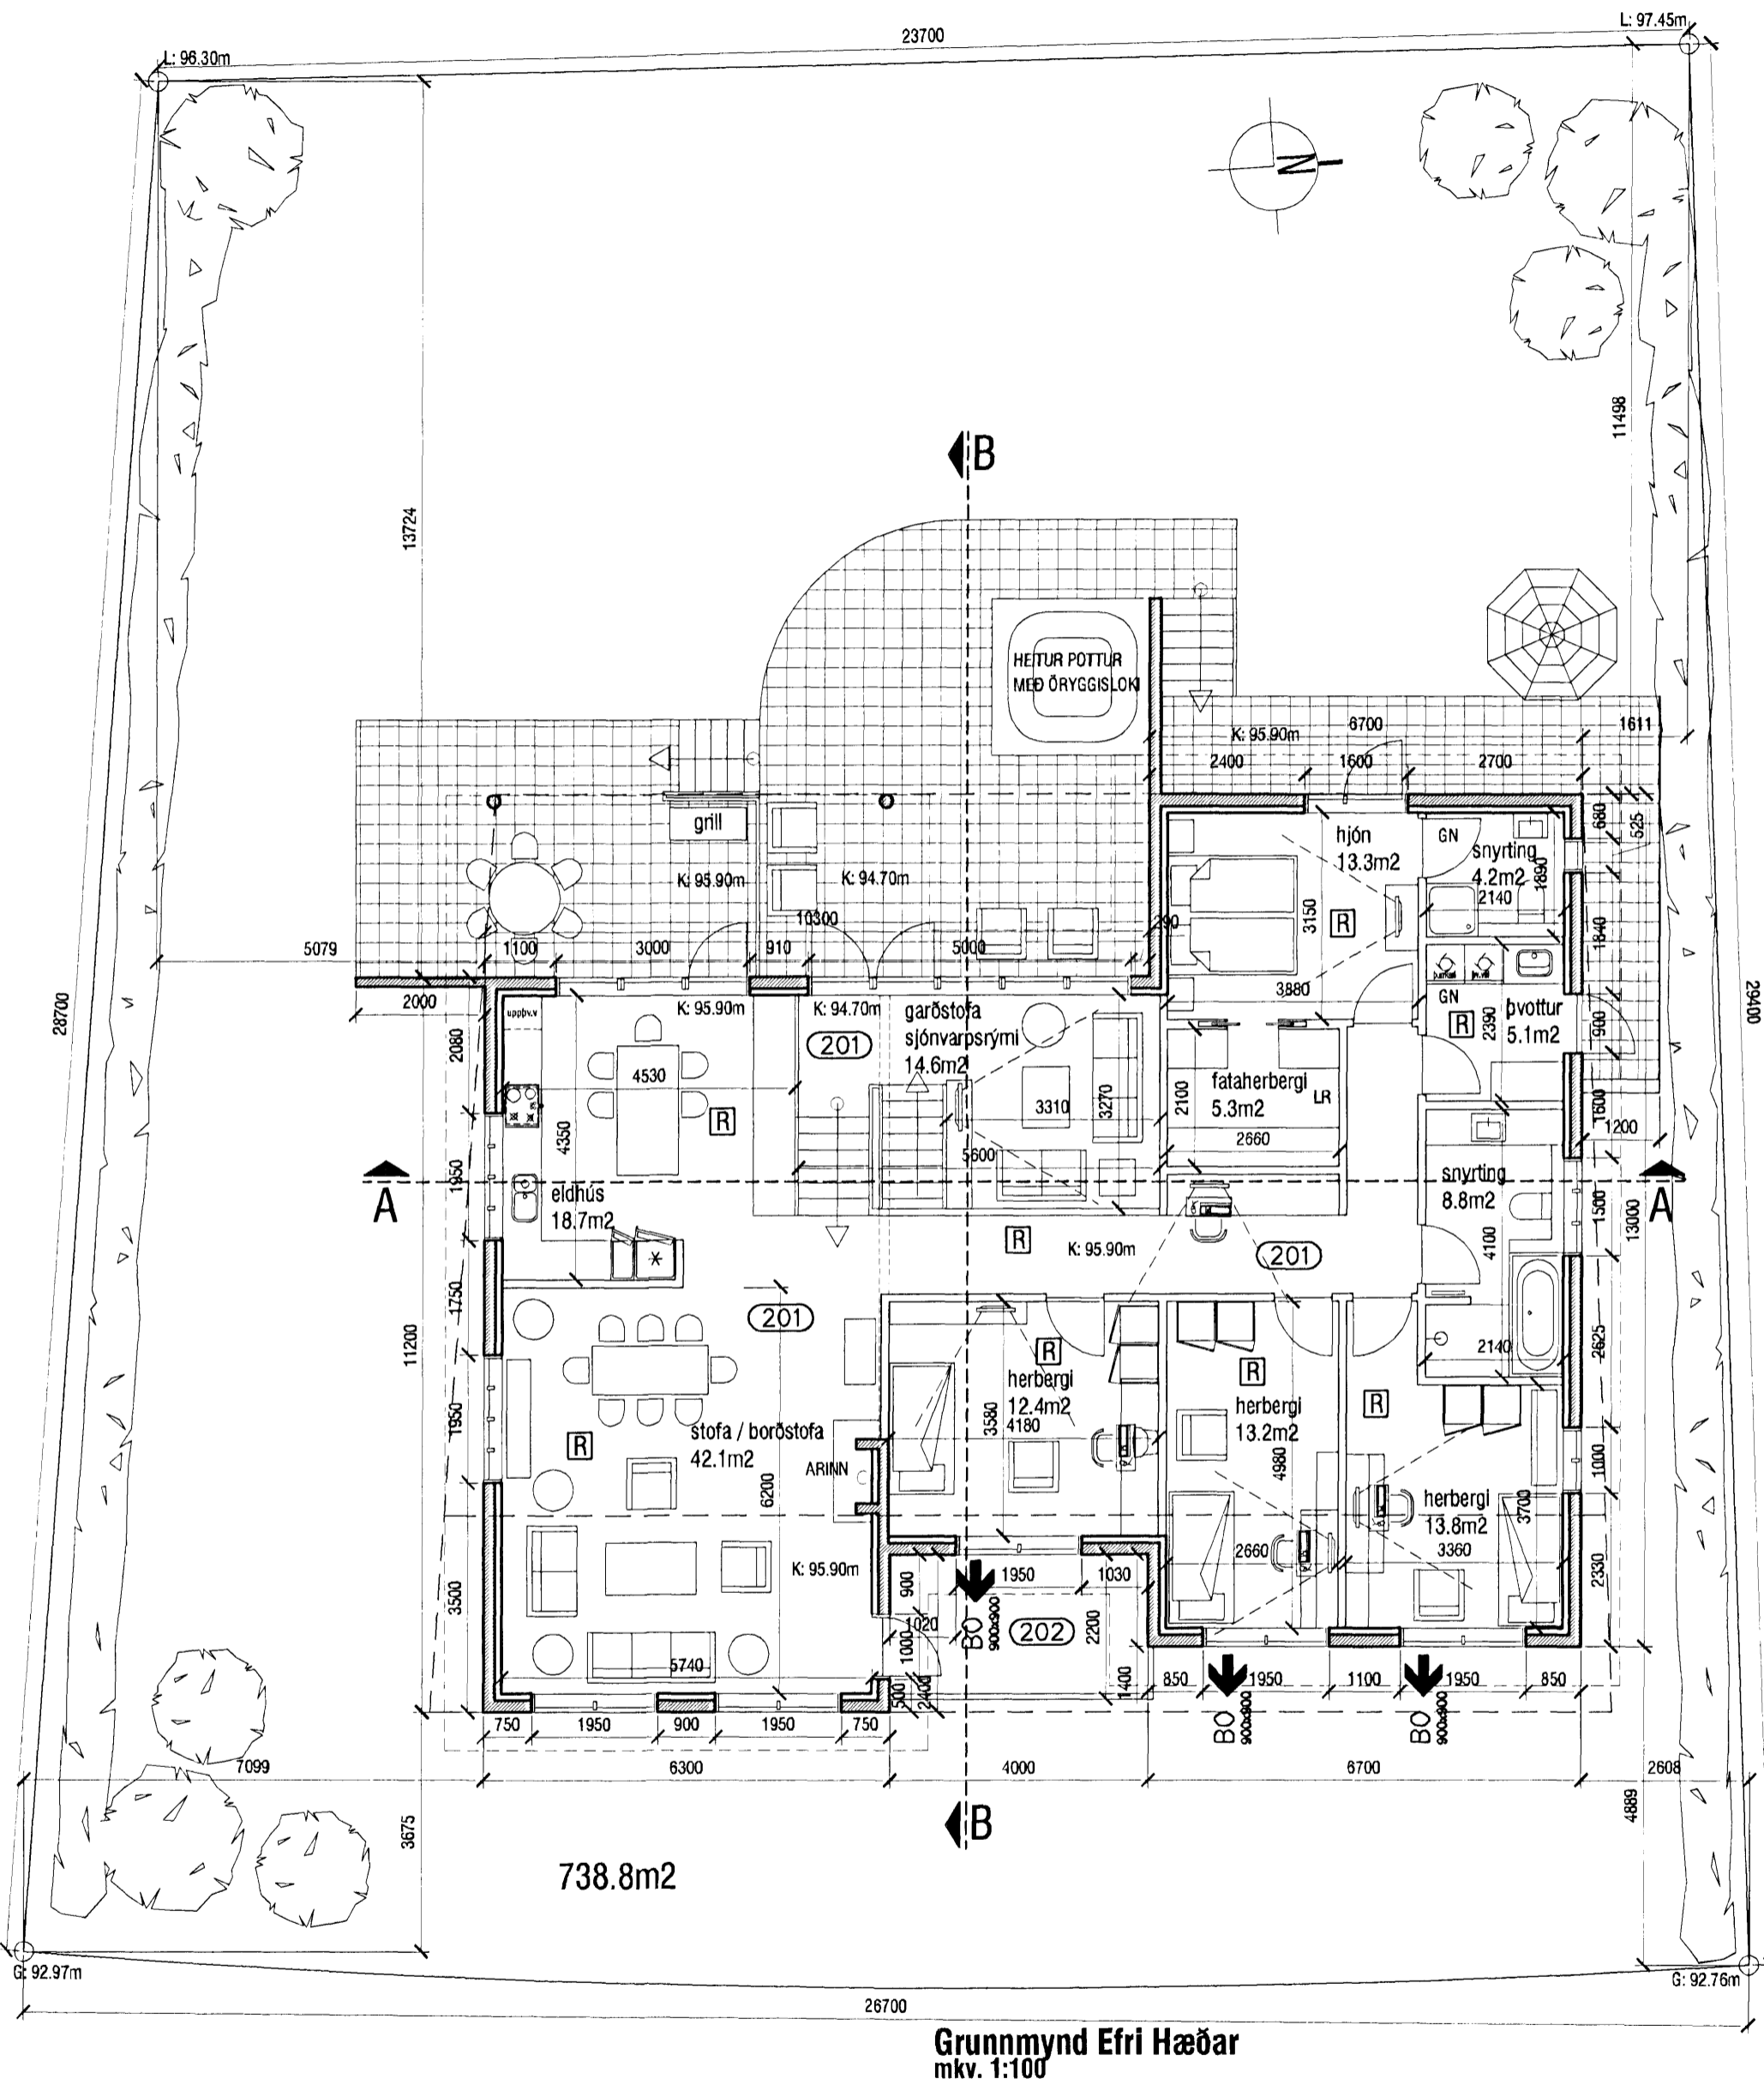 L: 96.30m
23700
L: 97.45m
N
13724
11498
B
HEITUR POTTUR
MEÐ ÖRYGGISLOKI
K: 95.90m
6700
1611
2400
1600
2700
680
525
grill
K: 95.90m
K: 94.70m
10300
hjón
13.3m2
GN
snyrting
4.2m2
1890
2140
3150
R
290
1840
5079
1100
3000
910
5000
28700
2000
3880
GN
þvottur
5.1m2
R
2390
900
29400
uppþv.v
K: 95.90m
K: 94.70m
garðstofa
sjónvarpsrými
14.6m2
201
2080
4530
4350
R
3310
3270
5600
2100
fataherbergi
5.3m2
LR
2660
1600
1200
A
1950
eldhús
18.7m2
snyrting
8.8m2
4100
1500
13000
A
R
K: 95.90m
201
1750
201
11200
2140
2625
1950
R
stofa / borðstofa
42.1m2
ARINN
6200
R
herbergi
12.4m2
3580
4180
R
herbergi
13.2m2
4980
R
herbergi
13.8m2
3700
1000
2660
3360
2330
3500
K: 95.90m
900
1950
1030
1020
1000
BO
900x900
202
2200
5740
500
2400
1400
850
1950
1100
1950
850
750
1950
900
1950
750
BO
900x900
BO
900x900
7099
6300
4000
6700
2608
3675
B
4889
738.8m2
G: 92.97m
G: 92.76m
26700
Grunnmynd Efri Hæðar
mkv. 1:100